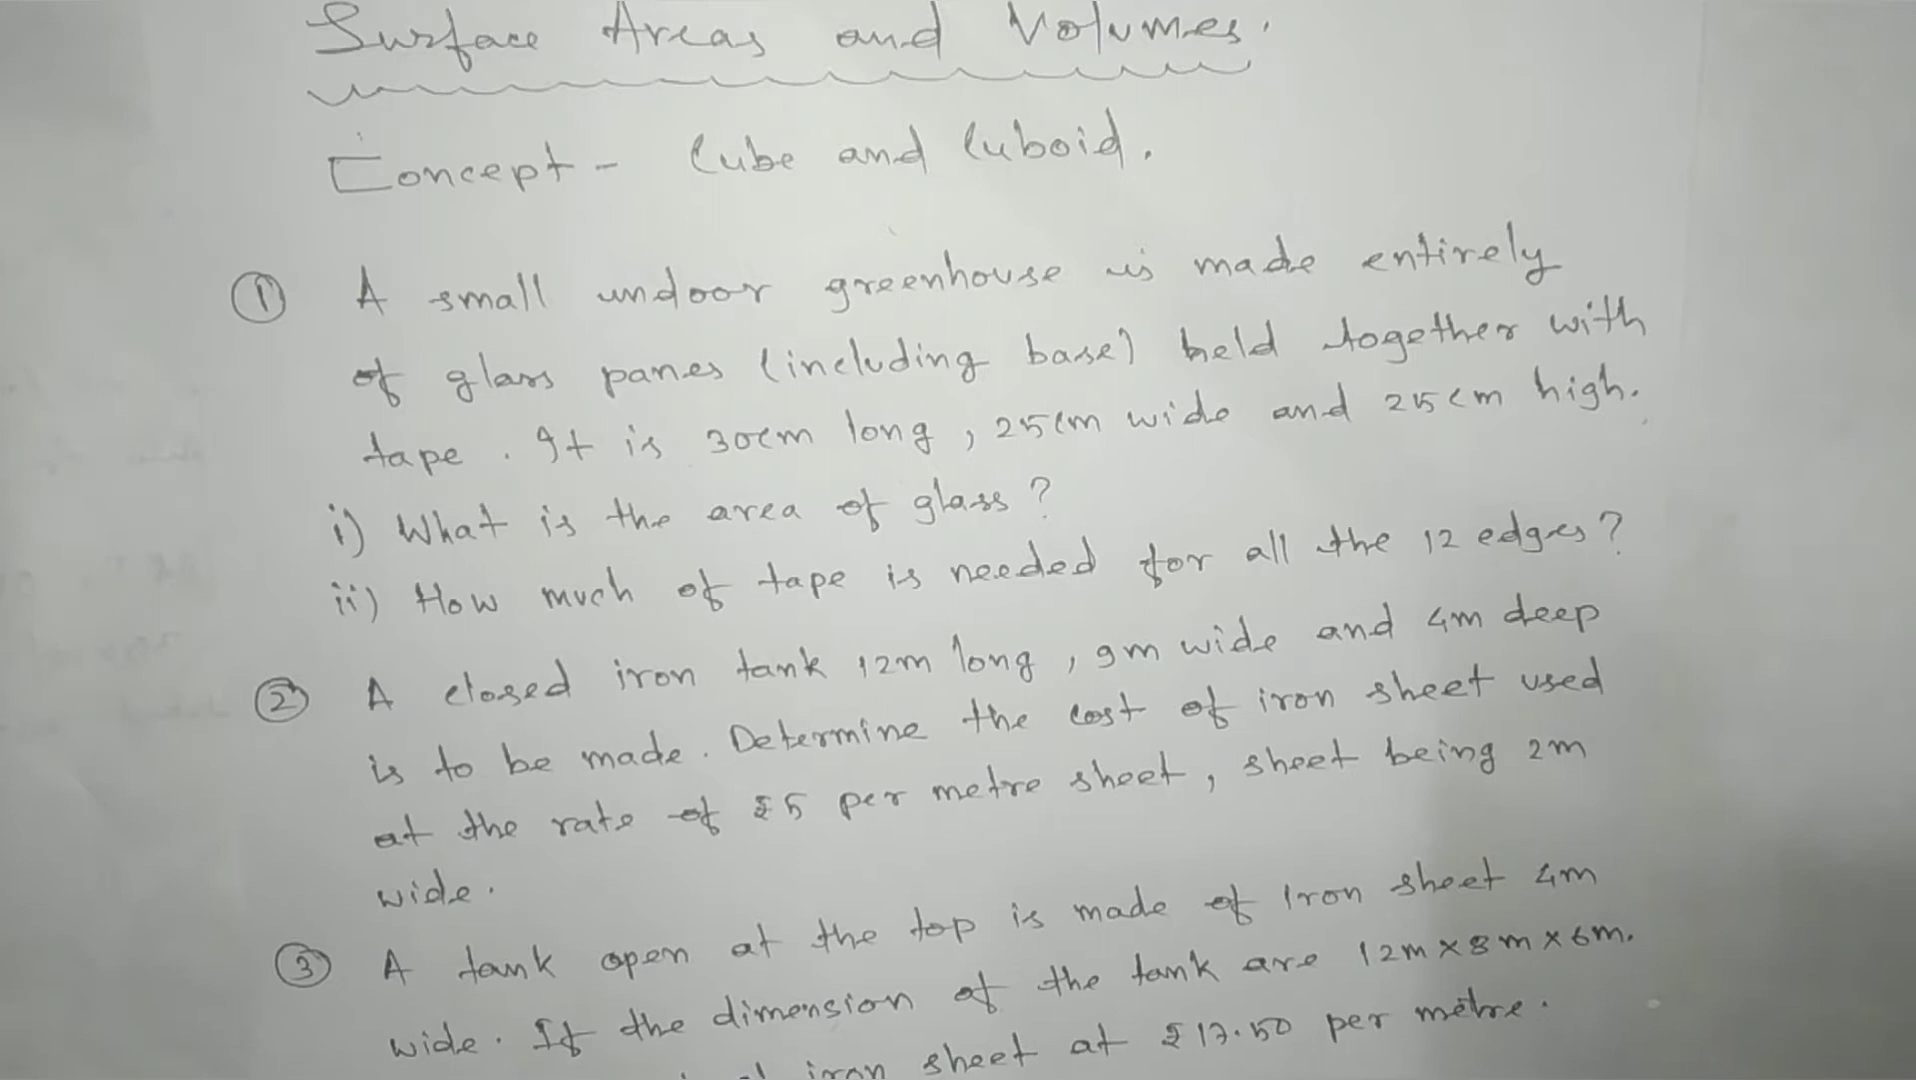 Surface Areas and Volumes.
Concept - Cube and Cuboid.
① A small indoor greenhouse is made entirely
of glass panes (including base) held together with
tape. It is 30cm long, 25cm wide and 25cm high.
i) What is the area of glass?
ii) How much of tape is needed for all the 12 edges?
② A closed iron tank 12m long, 9m wide and 4m deep
is to be made. Determine the cost of iron sheet used
at the rate of ₹5 per metre sheet, sheet being 2m
wide.
③ A tank open at the top is made of Iron sheet 4m
wide. If the dimension of the tank are 12m x 8m x 6m.
iron sheet at ₹17.50 per metre.